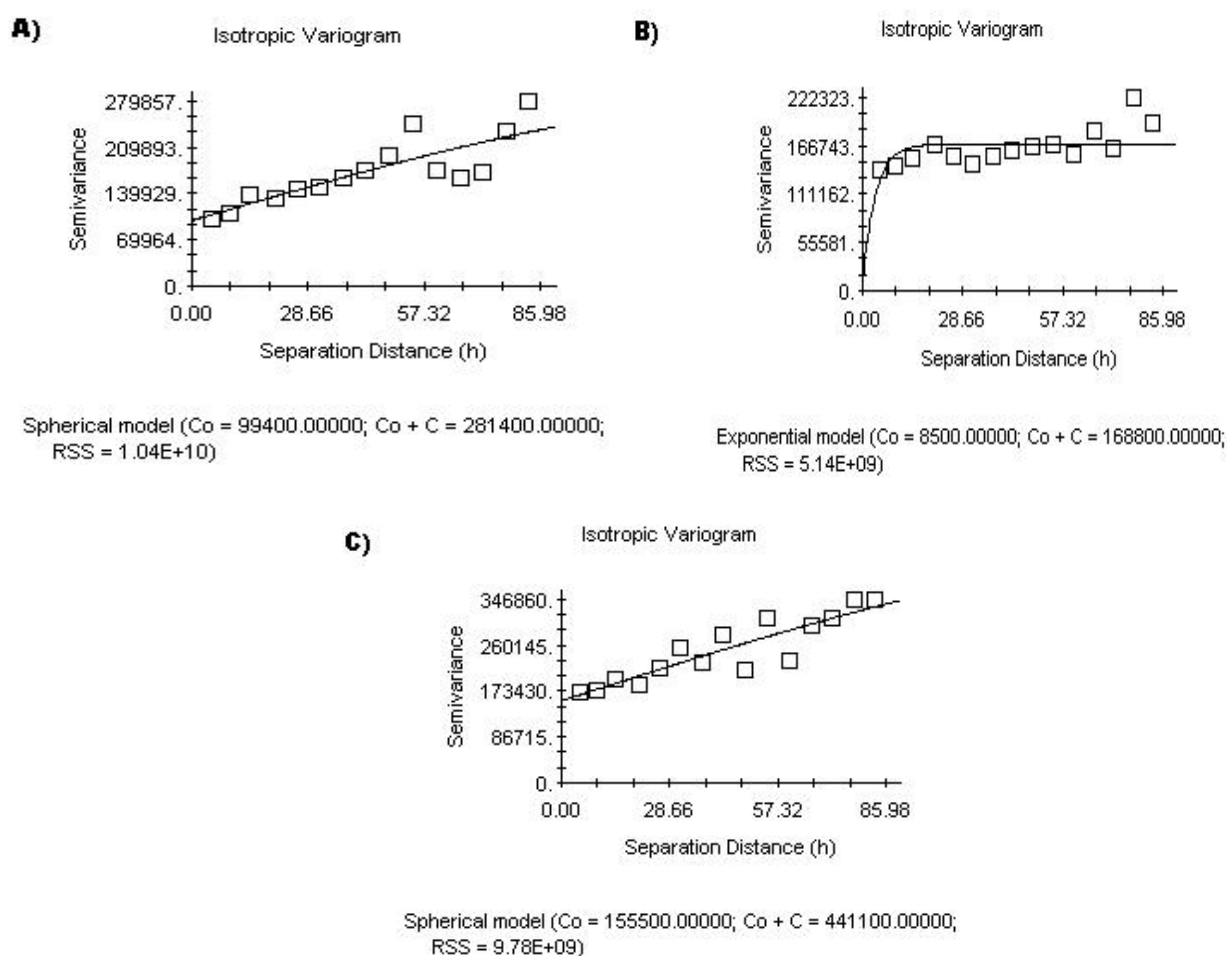 A)
Isotropic Variogram
279857.
209893.
139929.
69964.
0.
Semivariance
0.00 28.66 57.32 85.98
Separation Distance (h)
Spherical model (Co = 99400.00000; Co + C = 281400.00000;
RSS = 1.04E+10)
B)
Isotropic Variogram
222323.
166743.
111162.
55581.
0.
Semivariance
0.00 28.66 57.32 85.98
Separation Distance (h)
Exponential model (Co = 8500.00000; Co + C = 168800.00000;
RSS = 5.14E+09)
C)
Isotropic Variogram
346860.
260145.
173430.
86715.
0.
Semivariance
0.00 28.66 57.32 85.98
Separation Distance (h)
Spherical model (Co = 155500.00000; Co + C = 441100.00000;
RSS = 9.78E+09)